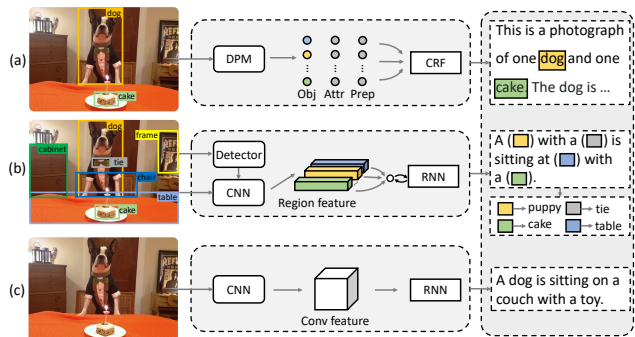 (a)
dog
cake
DPM
Obj Attr Prep
CRF
This is a photograph
of one dog and one
cake. The dog is ...
(b)
cabinet
dog
frame
tie
chair
cake
table
Detector
CNN
Region feature
RNN
A ( ) with a ( ) is
sitting at ( ) with
a ( ).
puppy
tie
cake
table
(c)
CNN
Conv feature
RNN
A dog is sitting on a
couch with a toy.